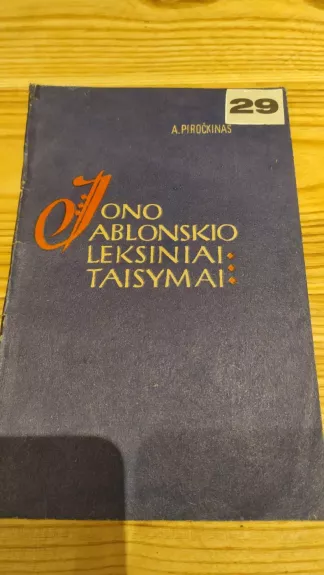 29
A. PIROČKINAS
JONO
JABLONSKIO
LEKSINIAI
TAISYMAI